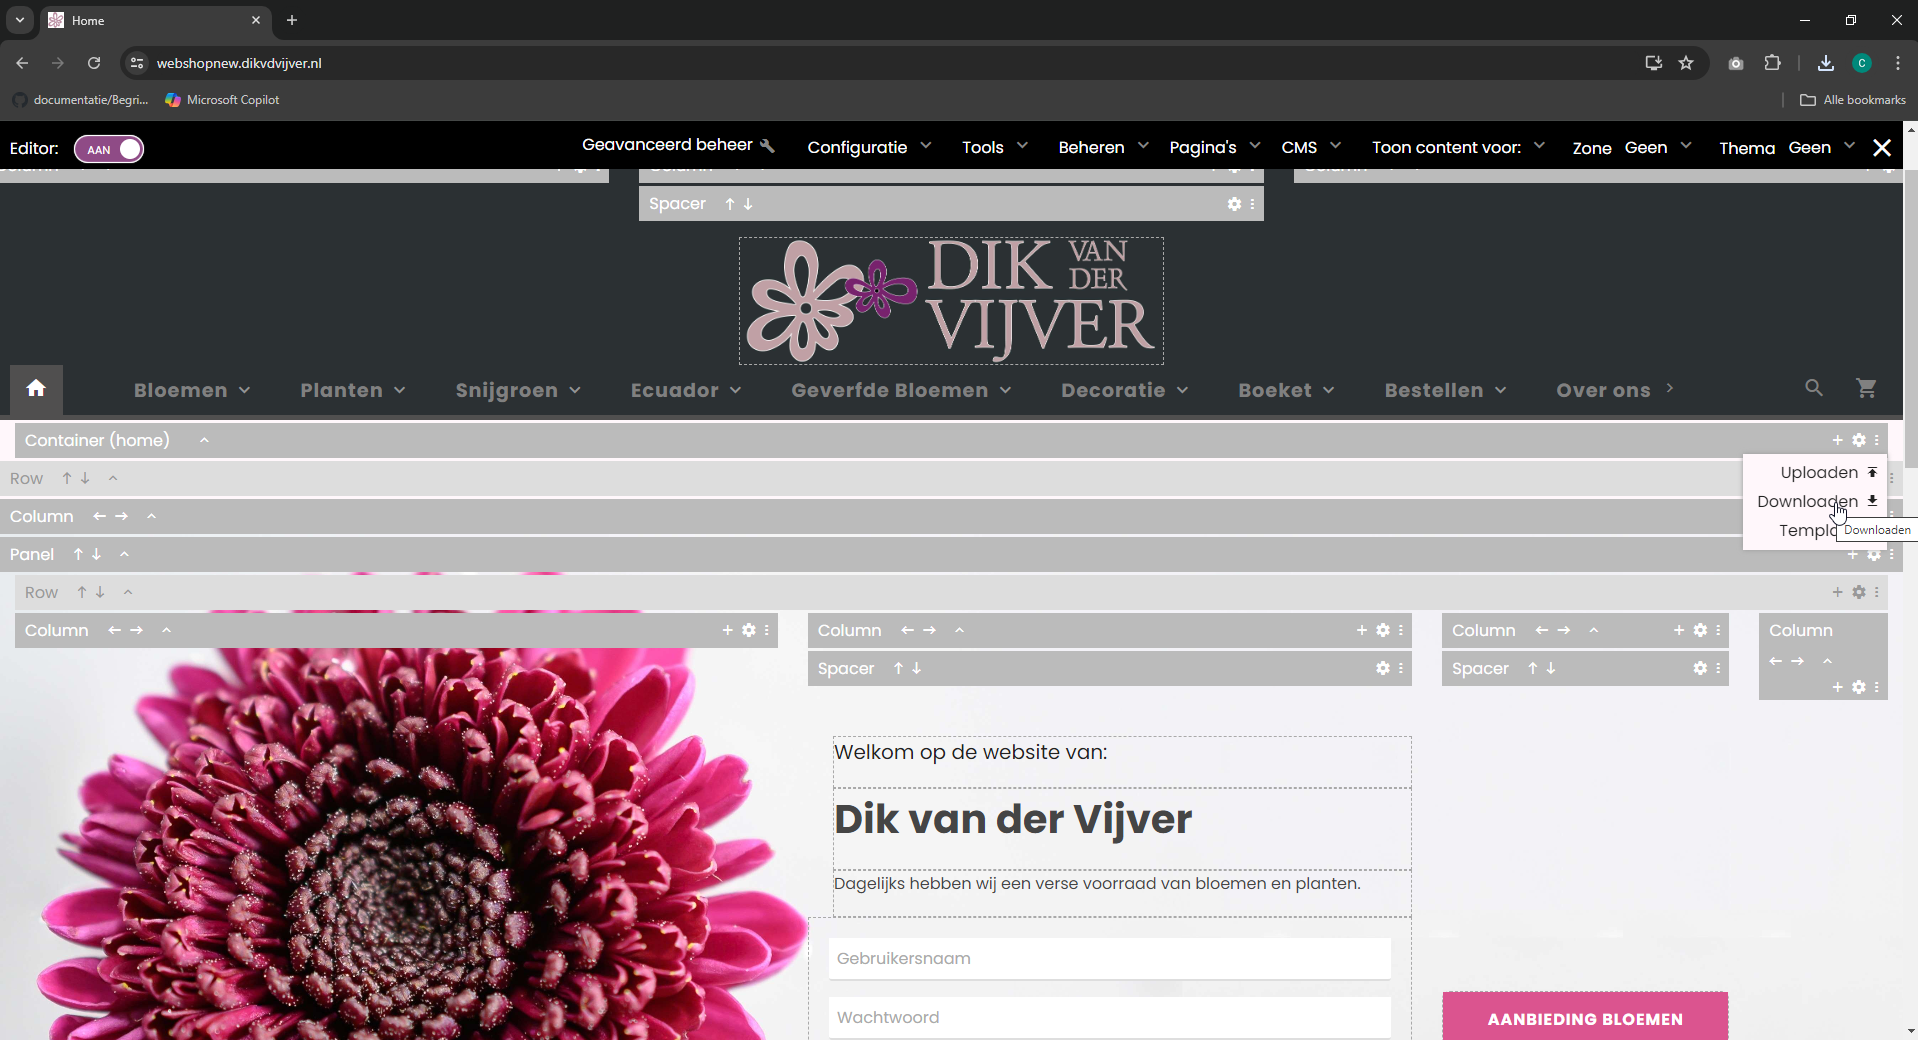 Home
webshopnew.dikvdvijver.nl
documentatie/Begri...
Microsoft Copilot
Alle bookmarks
Editor: AAN
Geavanceerd beheer
Configuratie
Tools
Beheren
Pagina's
CMS
Toon content voor:
Zone Geen
Thema Geen
Spacer
DIK VAN DER VIJVER
Bloemen
Planten
Snijgroen
Ecuador
Geverfde Bloemen
Decoratie
Boeket
Bestellen
Over ons
Container (home)
Uploaden
Row
Downloaden
Column
Downloaden
Panel
Row
Column
Column
Column
Column
Spacer
Spacer
Welkom op de website van:
Dik van der Vijver
Dagelijks hebben wij een verse voorraad van bloemen en planten.
Gebruikersnaam
Wachtwoord
AANBIEDING BLOEMEN